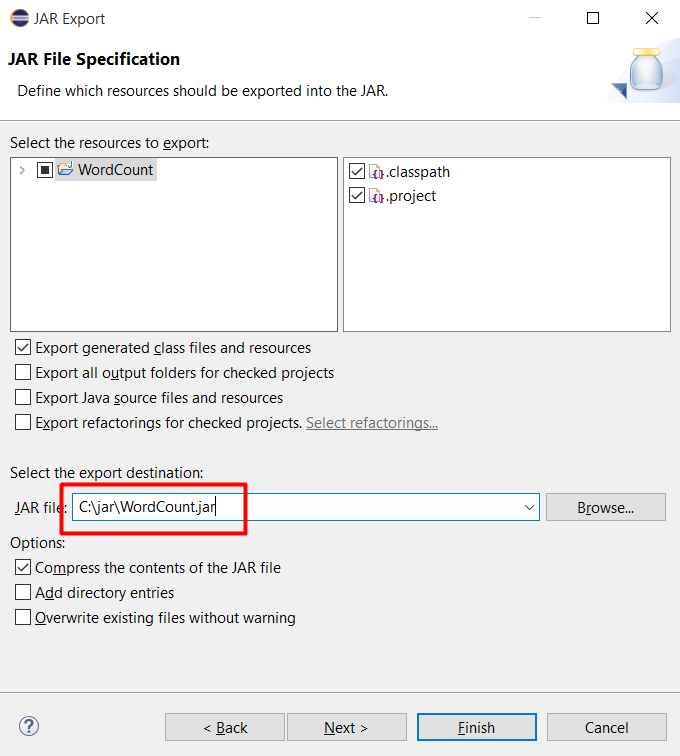 JAR Export
JAR File Specification
Define which resources should be exported into the JAR.
Select the resources to export:
WordCount
.classpath
.project
Export generated class files and resources
Export all output folders for checked projects
Export Java source files and resources
Export refactorings for checked projects. Select refactorings...
Select the export destination:
JAR file: C:\jar\WordCount.jar Browse...
Options:
Compress the contents of the JAR file
Add directory entries
Overwrite existing files without warning
? < Back Next > Finish Cancel